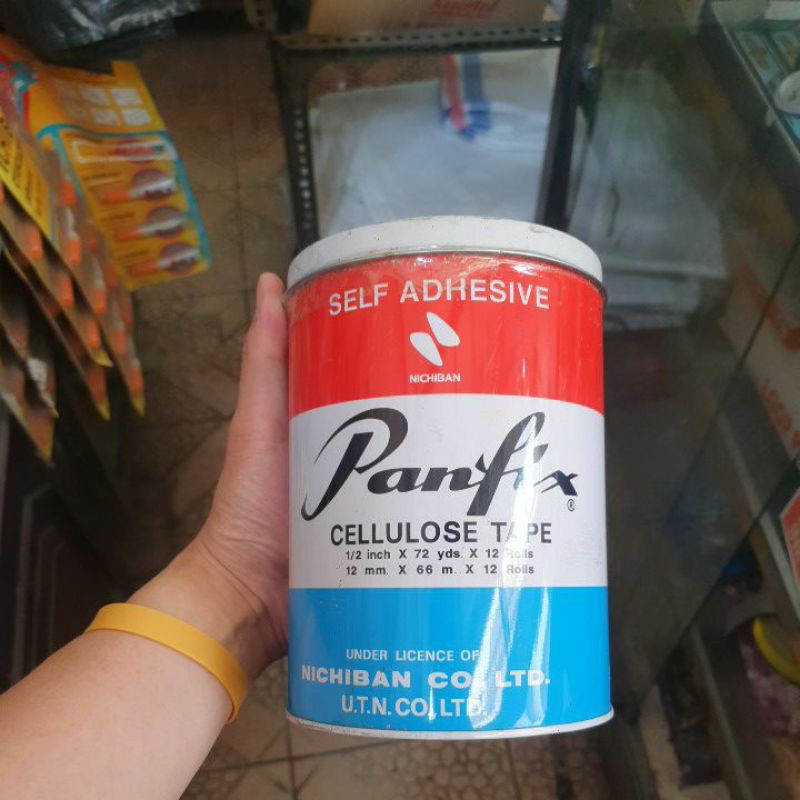 SELF ADHESIVE
NICHIBAN
Panfix ®
CELLULOSE TAPE
1/2 inch X 72 yds. X 12 Rolls
12 mm. X 66 m. X 12 Rolls
UNDER LICENCE OF
NICHIBAN CO. LTD.
U.T.N. CO. LTD.